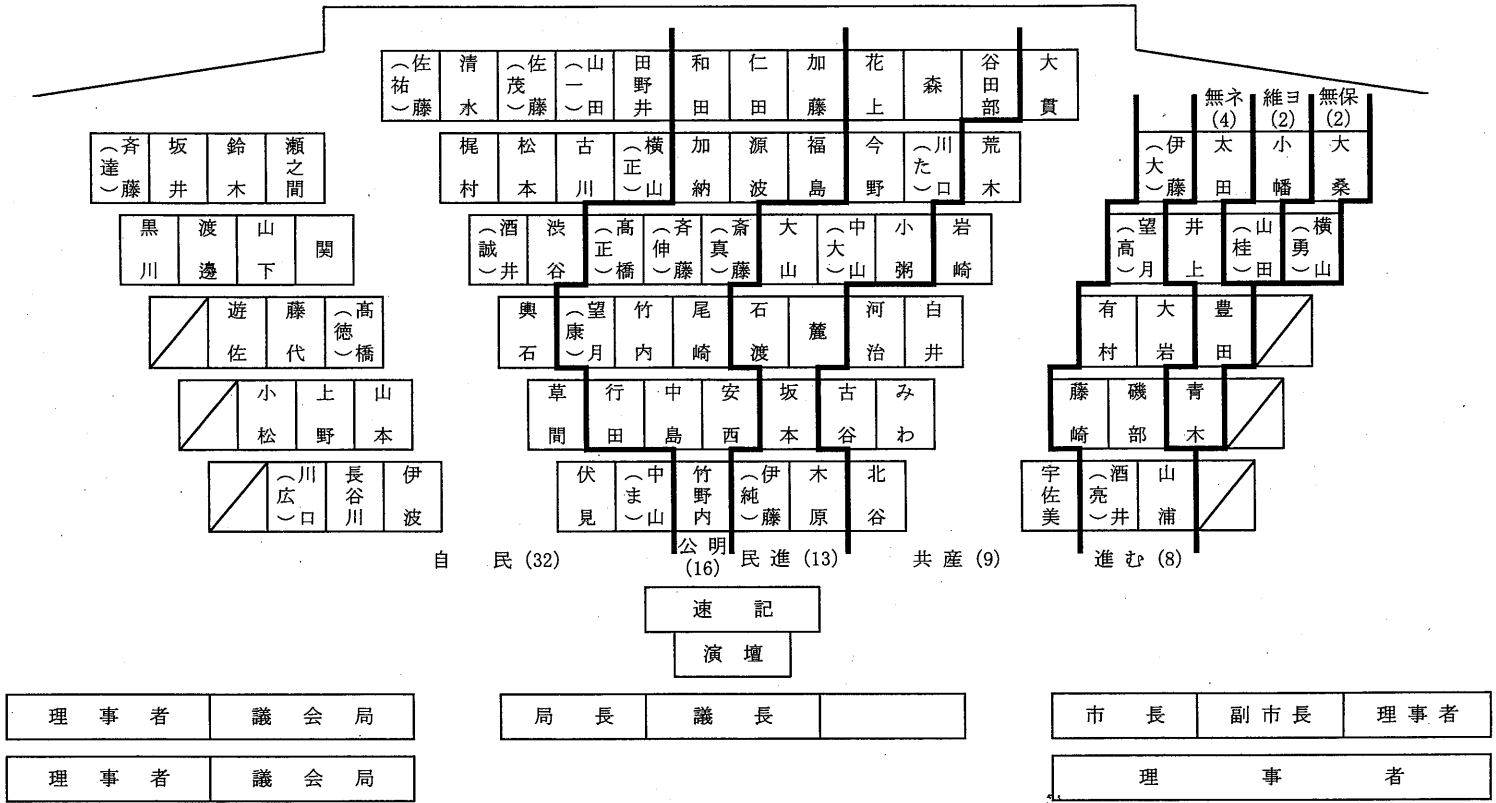 佐藤（祐） 清水 佐藤（茂） 山田（一） 田野井 和田 仁田 加藤 花上 森 谷田部 大貫
無ネ(4) 維ヨ(2) 無保(2)
斉藤（達） 坂井 鈴木 瀬之間 梶村 松本 古川 横山（正） 加納 源波 福島 今野 川口（た） 荒木 伊藤（大） 太田 小幡 大桑
黒川 渡邊 山下 関 酒井（誠） 渋谷 高橋（正） 斉藤（伸） 斎藤（真） 大山 中山（大） 小粥 岩崎 望月（高） 井上 山田（桂） 横山（勇）
遊佐 藤代 髙橋（徳） 輿石 望月（康） 竹内 尾崎 石渡 麓 河治 白井 有村 大岩 豊田
小松 上野 山本 草間 行田 中島 安西 坂本 古谷 みわ 藤崎 磯部 青木
川口（広） 長谷川 伊波 伏見 中山（ま） 竹野内 伊藤（純） 木原 北谷 宇佐美 酒井（亮） 山浦
自民(32) 公明(16) 民進(13) 共産(9) 進む(8)
速記
演壇
理事者 議会局 局長 議長 市長 副市長 理事者
理事者 議会局 理事者